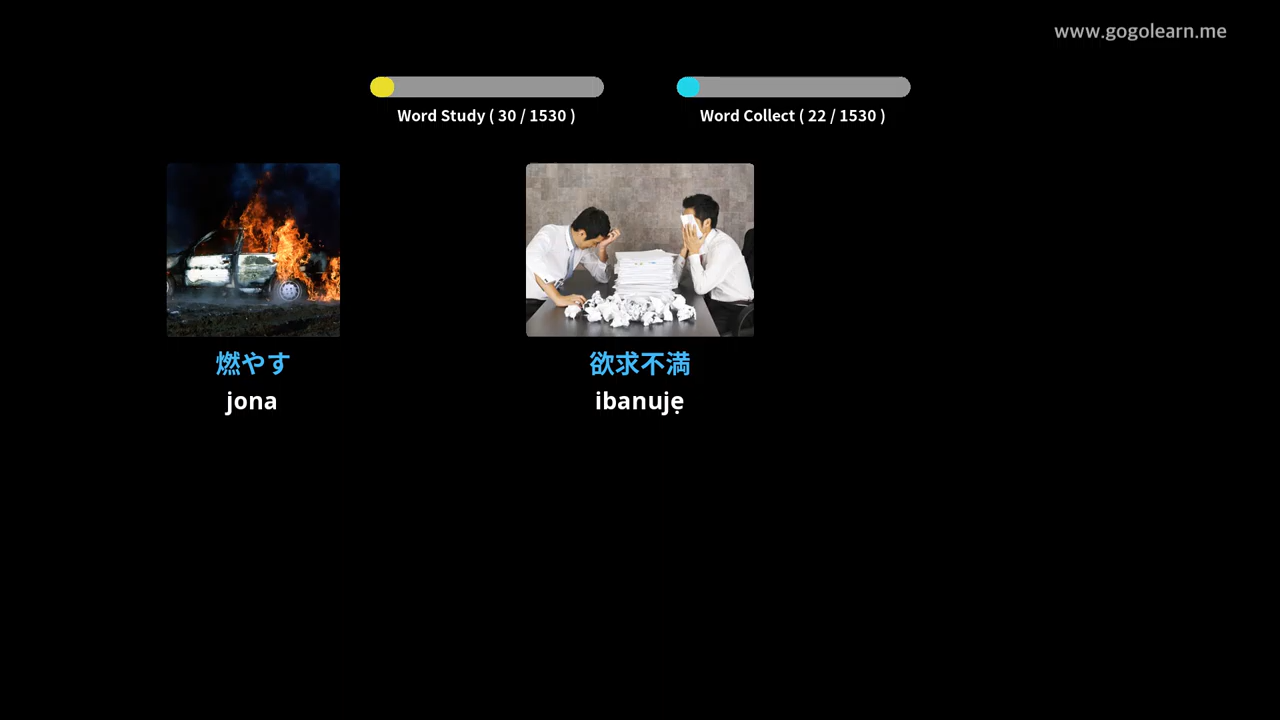 www.gogolearn.me
Word Study ( 30 / 1530 )
Word Collect ( 22 / 1530 )
燃やす
jona
欲求不満
ibanujẹ